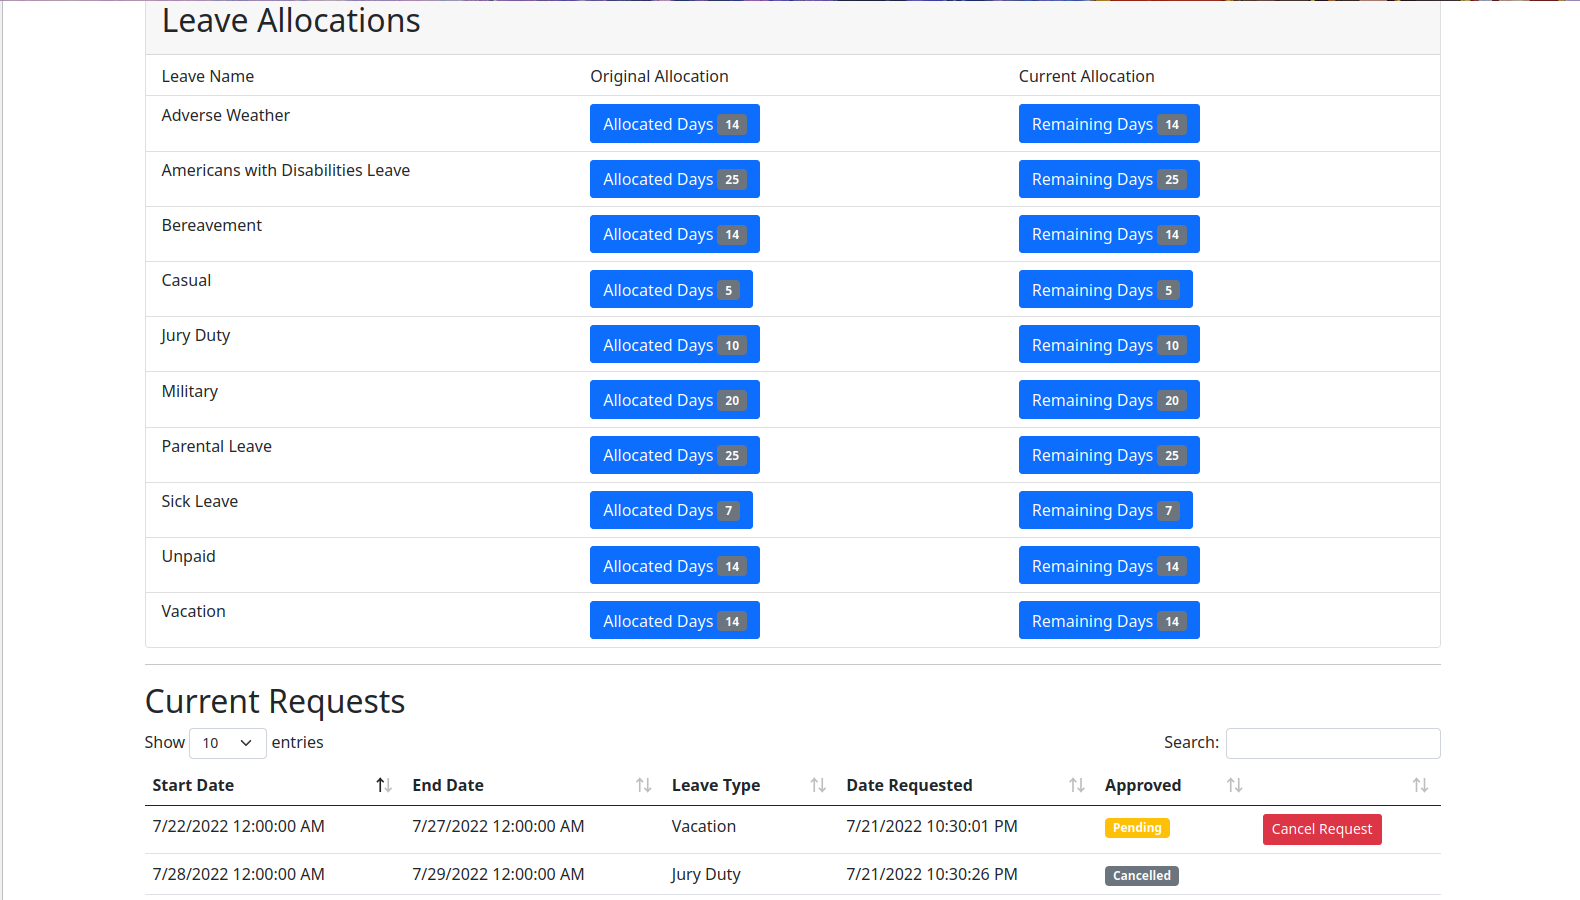 Leave Allocations
Leave Name Original Allocation Current Allocation
Adverse Weather Allocated Days 14 Remaining Days 14
Americans with Disabilities Leave Allocated Days 25 Remaining Days 25
Bereavement Allocated Days 14 Remaining Days 14
Casual Allocated Days 5 Remaining Days 5
Jury Duty Allocated Days 10 Remaining Days 10
Military Allocated Days 20 Remaining Days 20
Parental Leave Allocated Days 25 Remaining Days 25
Sick Leave Allocated Days 7 Remaining Days 7
Unpaid Allocated Days 14 Remaining Days 14
Vacation Allocated Days 14 Remaining Days 14
Current Requests
Show 10 entries Search:
Start Date End Date Leave Type Date Requested Approved
7/22/2022 12:00:00 AM 7/27/2022 12:00:00 AM Vacation 7/21/2022 10:30:01 PM Pending Cancel Request
7/28/2022 12:00:00 AM 7/29/2022 12:00:00 AM Jury Duty 7/21/2022 10:30:26 PM Cancelled